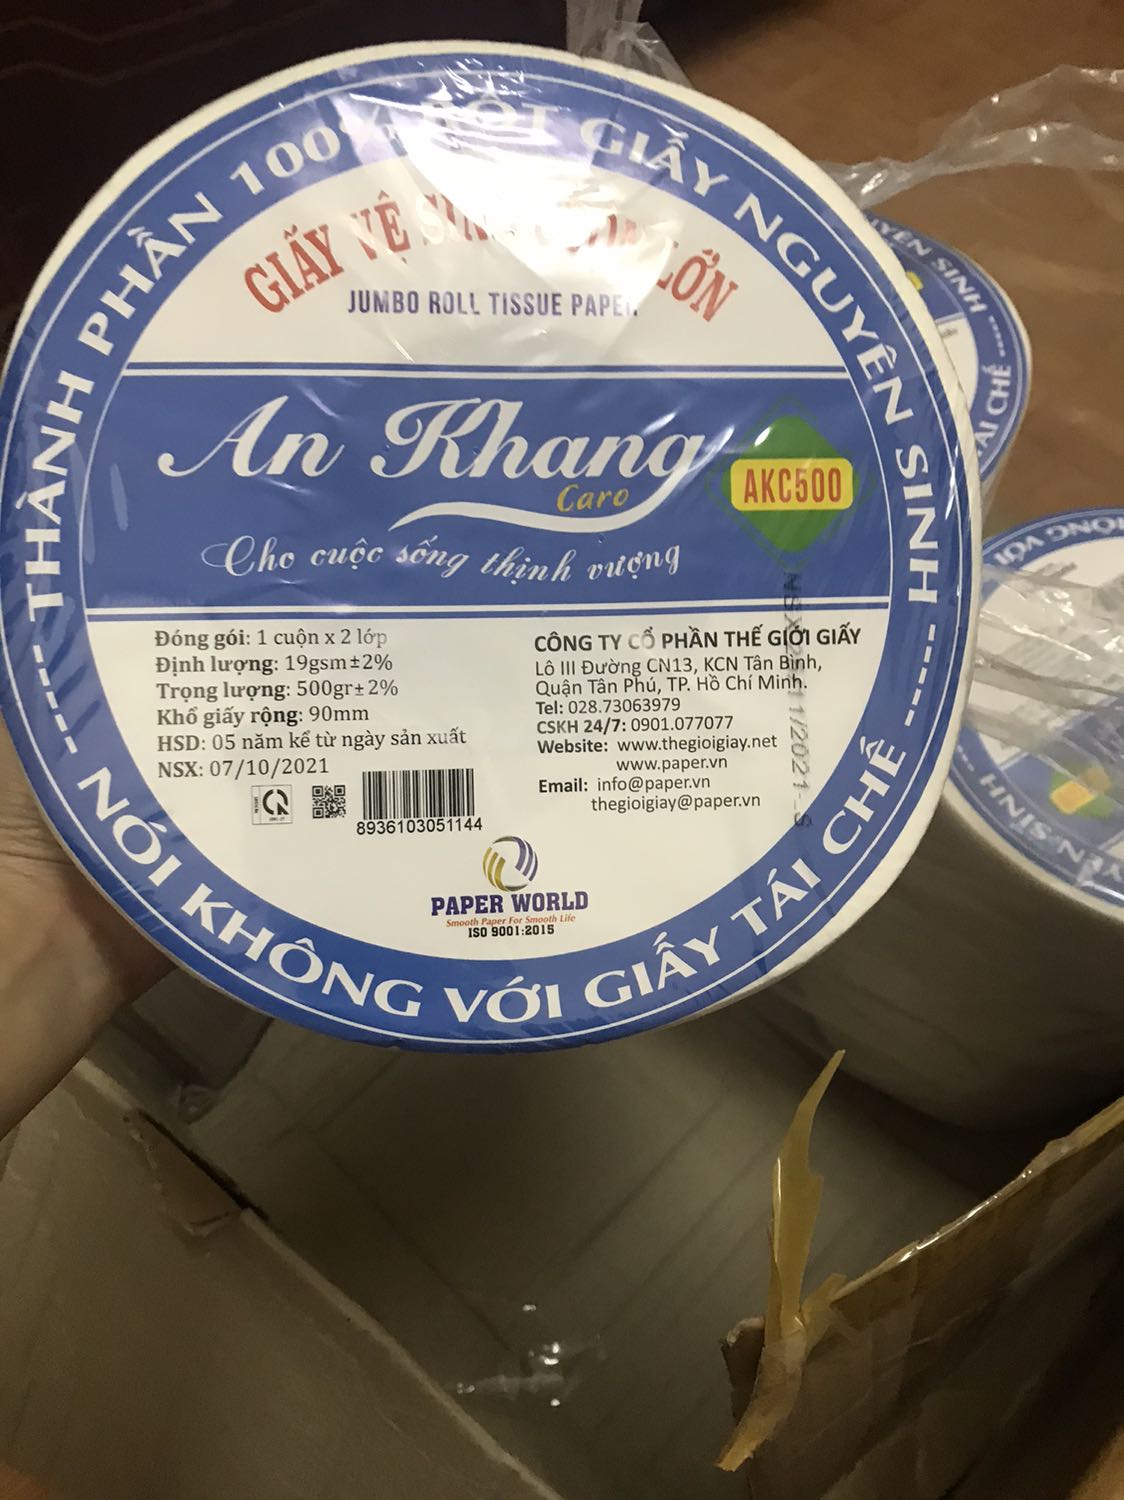 THÀNH PHẦN 100% BỘT GIẤY NGUYÊN SINH
GIẤY VỆ LỚN
JUMBO ROLL TISSUE PAPER
An Khang
Caro
AKC500
Cho cuộc sống thịnh vượng
Đóng gói: 1 cuộn x 2 lớp
Định lượng: 19gsm±2%
Trọng lượng: 500gr±2%
Khổ giấy rộng: 90mm
HSD: 05 năm kể từ ngày sản xuất
NSX: 07/10/2021
8936103051144
CÔNG TY CỔ PHẦN THẾ GIỚI GIẤY
Lô III Đường CN13, KCN Tân Bình,
Quận Tân Phú, TP. Hồ Chí Minh.
Tel: 028.73063979
CSKH 24/7: 0901.077077
Website: www.thegioigiay.net
www.paper.vn
Email: info@paper.vn
thegioigiay@paper.vn
PAPER WORLD
Smooth Paper For Smooth Life
ISO 9001:2015
NÓI KHÔNG VỚI GIẤY TÁI CHẾ
SINH
TÁI CHẾ